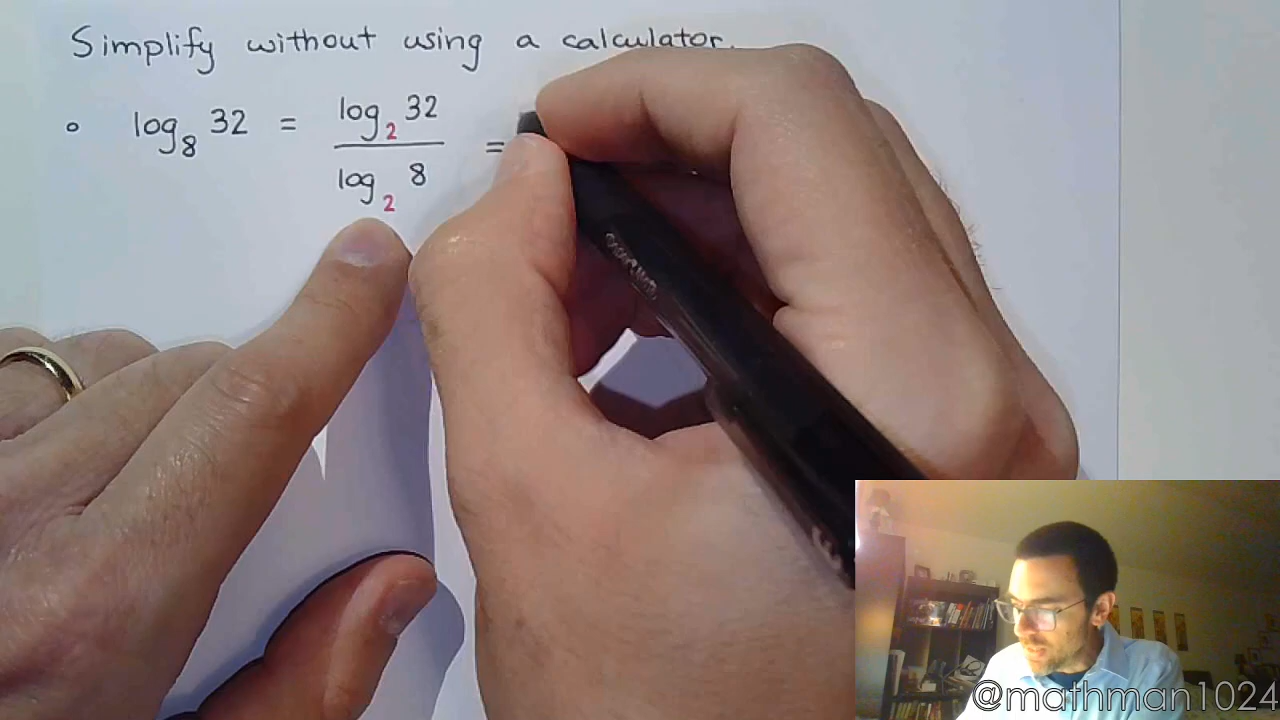 Simplify without using a calculator.
∘ log₈ 32 = log₂ 32 / log₂ 8 =
@mathman1024